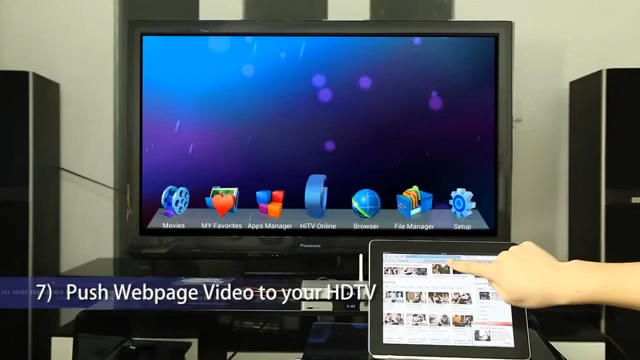 Movies
MY Favorites
Apps Manager
HiTV Online
Browser
File Manager
Setup
Panasonic
7) Push Webpage Video to your HDTV